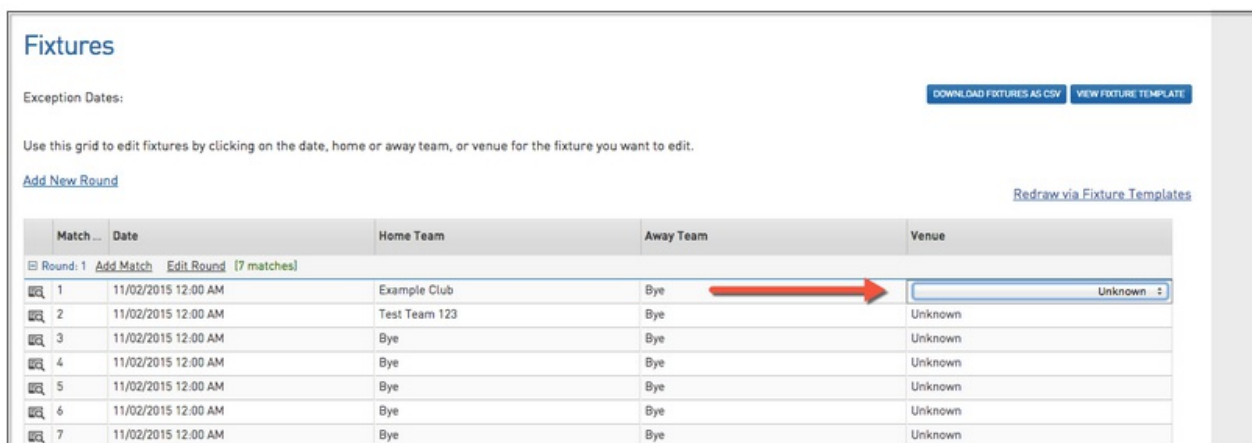 Fixtures
Exception Dates:
DOWNLOAD FIXTURES AS CSV VIEW FIXTURE TEMPLATE
Use this grid to edit fixtures by clicking on the date, home or away team, or venue for the fixture you want to edit.
Add New Round
Redraw via Fixture Templates
Match ... Date Home Team Away Team Venue
Round: 1 Add Match Edit Round [7 matches]
1 11/02/2015 12:00 AM Example Club Bye Unknown
2 11/02/2015 12:00 AM Test Team 123 Bye Unknown
3 11/02/2015 12:00 AM Bye Bye Unknown
4 11/02/2015 12:00 AM Bye Bye Unknown
5 11/02/2015 12:00 AM Bye Bye Unknown
6 11/02/2015 12:00 AM Bye Bye Unknown
7 11/02/2015 12:00 AM Bye Bye Unknown